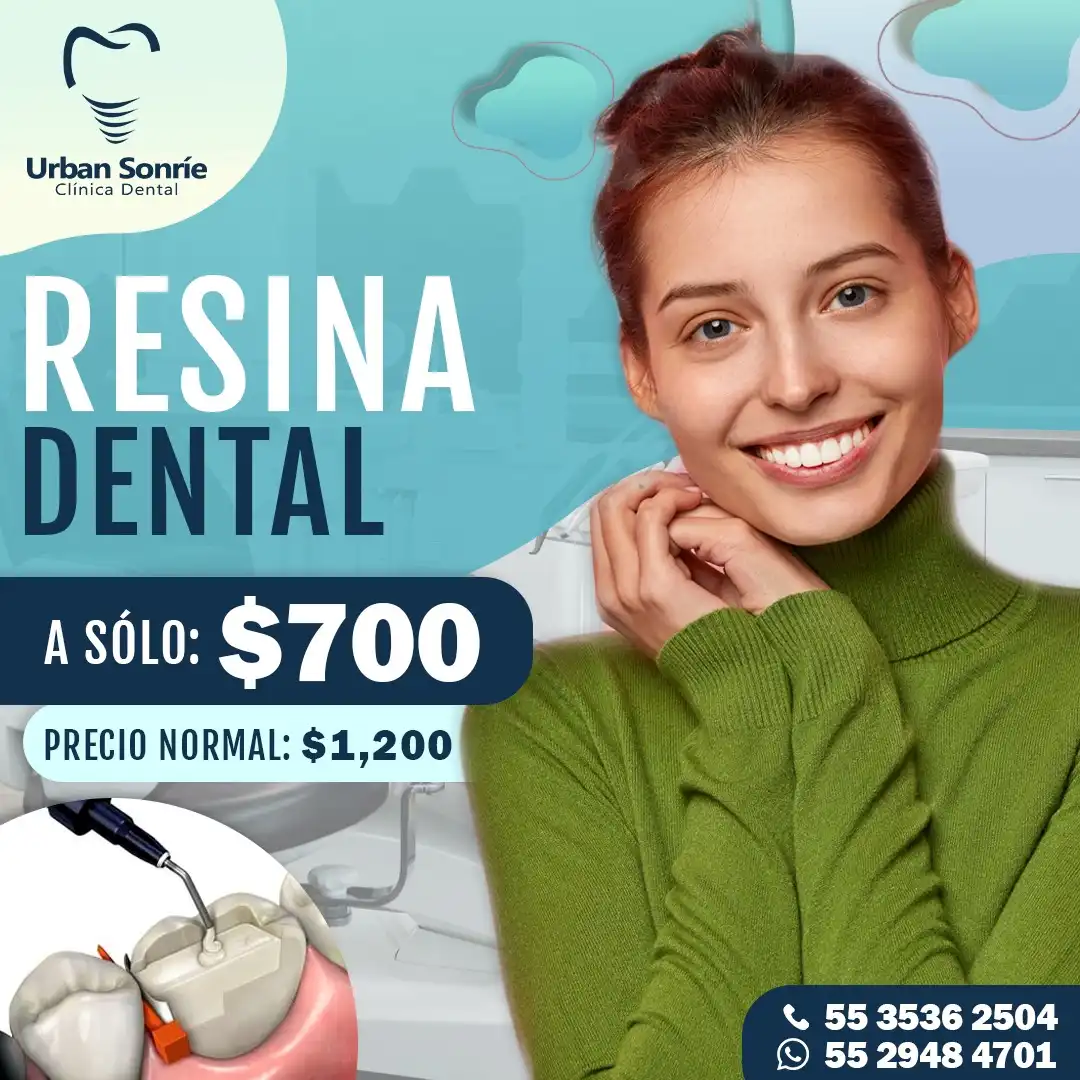 Urban Sonríe
Clínica Dental
RESINA
DENTAL
A SÓLO: $700
PRECIO NORMAL: $1,200
55 3536 2504
55 2948 4701